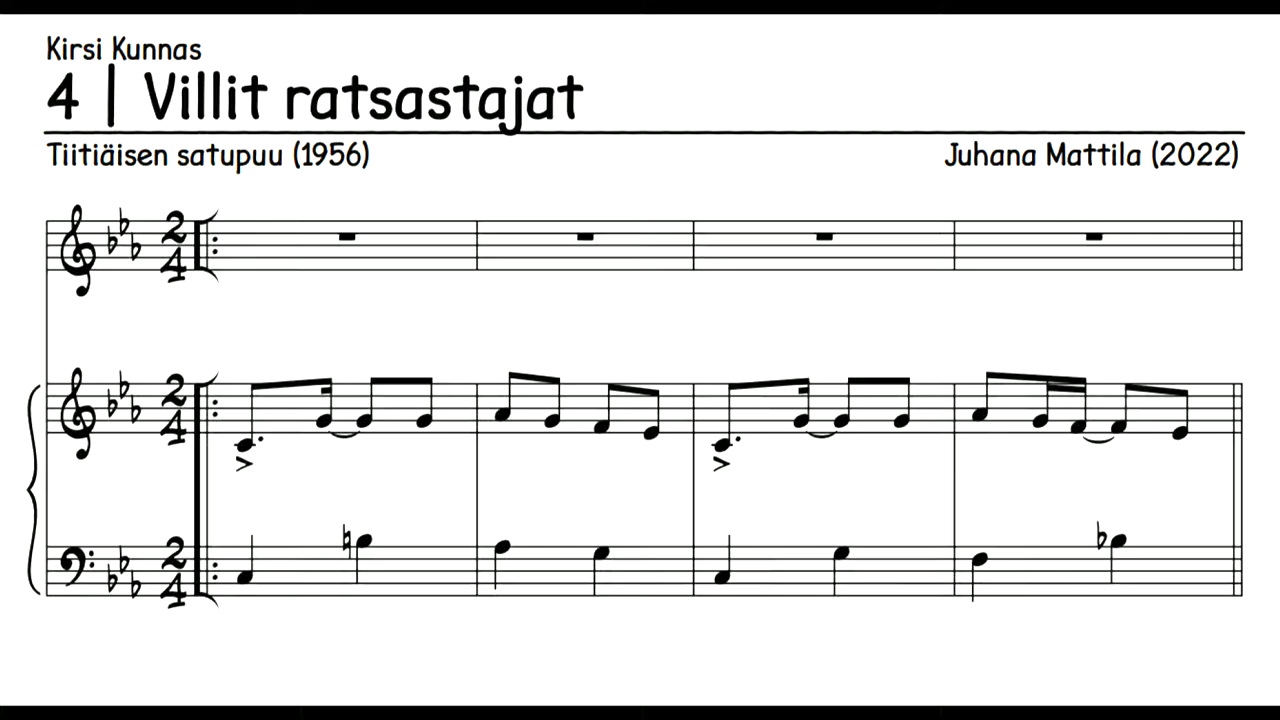 Kirsi Kunnas
4 | Villit ratsastajat
Tiitiäisen satupuu (1956)
Juhana Mattila (2022)